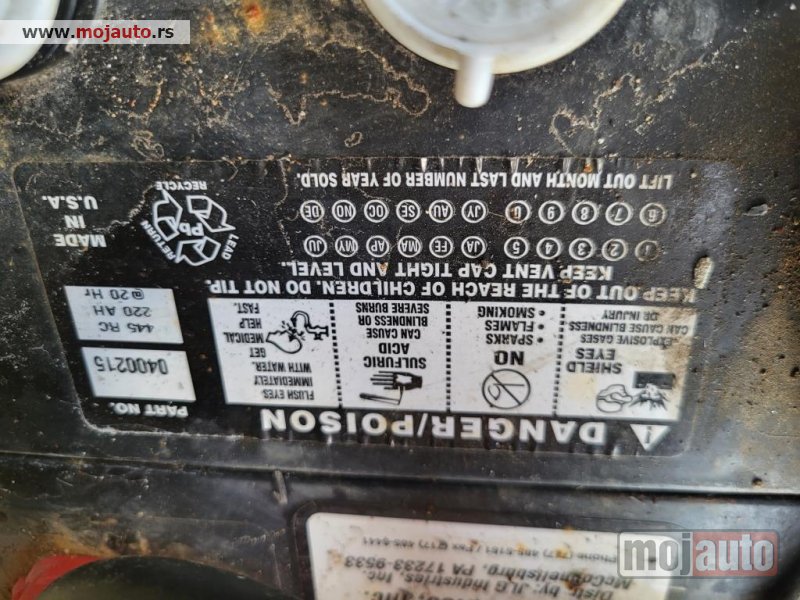 www.mojauto.rs
Distr. by: JLG Industries, Inc.
McConnellsburg, PA 17233-9533
DANGER/POISON
SHIELD
EYES
EXPLOSIVE GASES
CAN CAUSE BLINDNESS
OR INJURY
NO
• SPARKS
• FLAMES
• SMOKING
SULFURIC
ACID
CAN CAUSE
BLINDNESS OR
SEVERE BURNS
FLUSH EYES
IMMEDIATELY
WITH WATER.
GET
MEDICAL
HELP
FAST.
PART NO.
0400215
445 RC
220 AH
@20 Hr
KEEP OUT OF THE REACH OF CHILDREN. DO NOT TIP.
KEEP VENT CAP TIGHT AND LEVEL.
1 2 3 4 5 JA FE MA AP MY JU
6 7 8 9 0 JY AU SE OC NO DE
LIFT OUT MONTH AND LAST NUMBER OF YEAR SOLD.
LEAD
RETURN
Pb
RECYCLE
MADE
IN
U.S.A.
mojauto